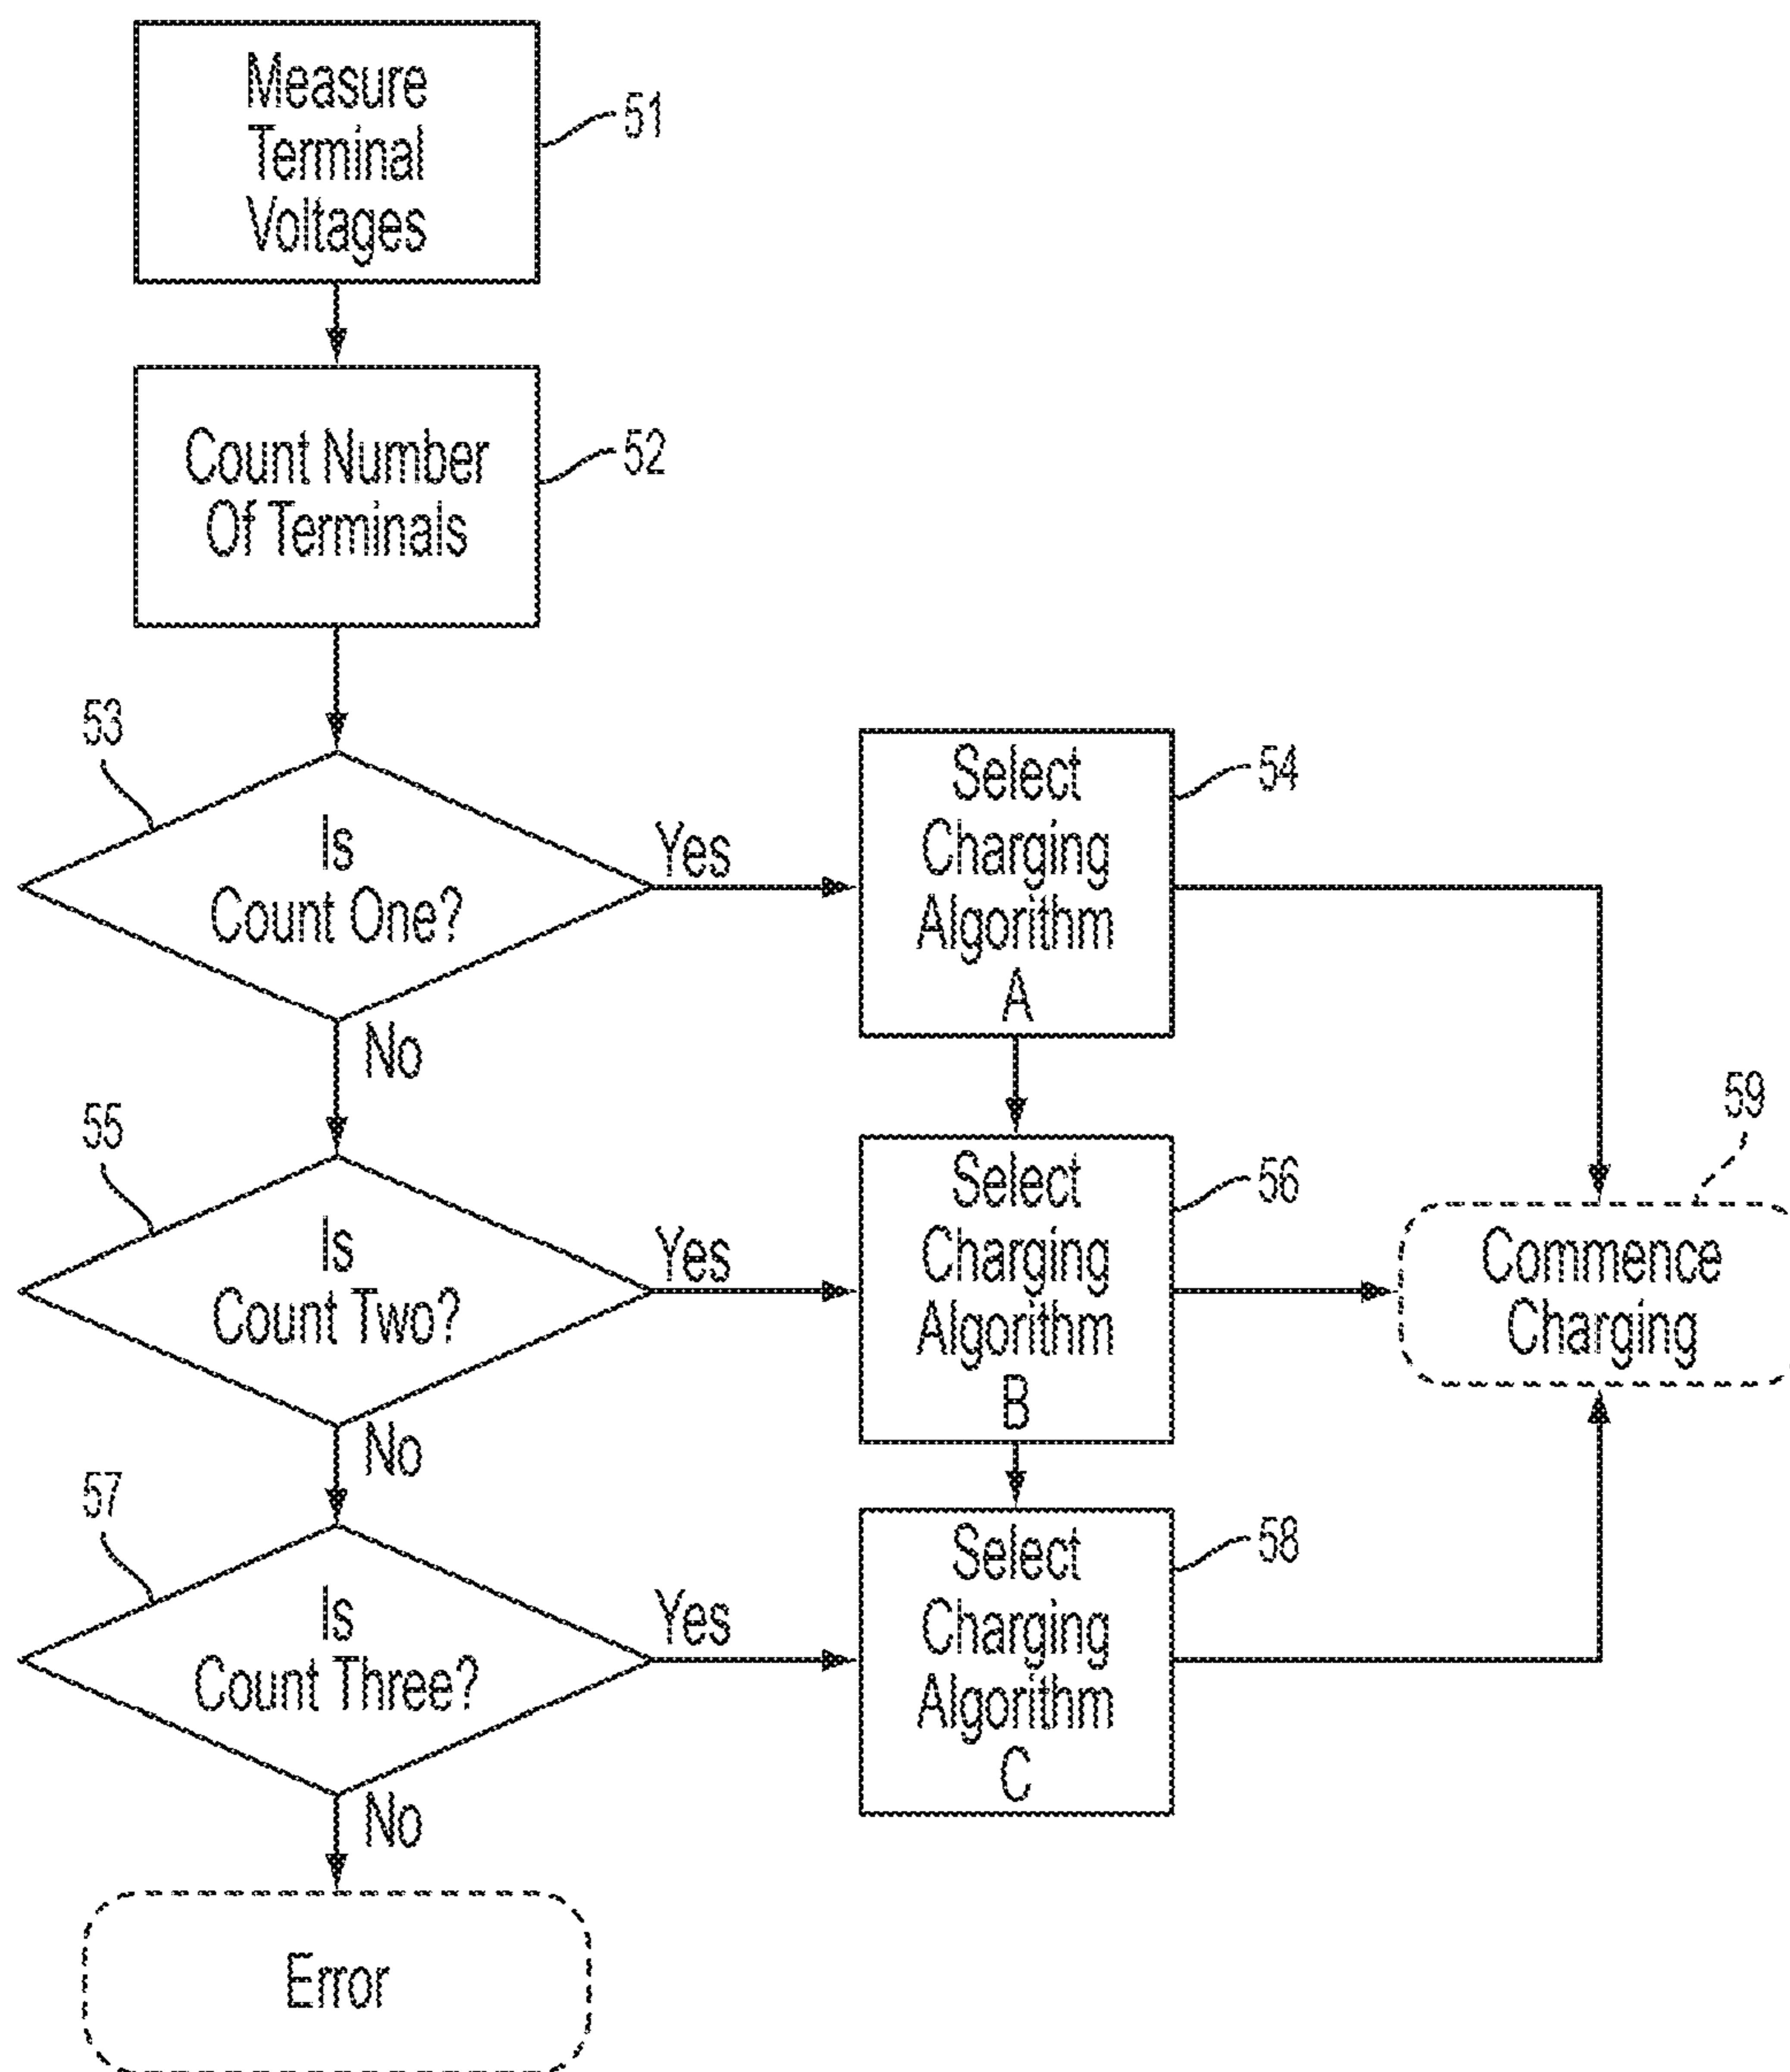 Measure
Terminal
Voltages
51
Count Number
Of Terminals
52
53
Is
Count One?
Yes
No
Select
Charging
Algorithm
A
54
55
Is
Count Two?
Yes
No
Select
Charging
Algorithm
B
56
59
Commence
Charging
57
Is
Count Three?
Yes
No
Select
Charging
Algorithm
C
58
Error